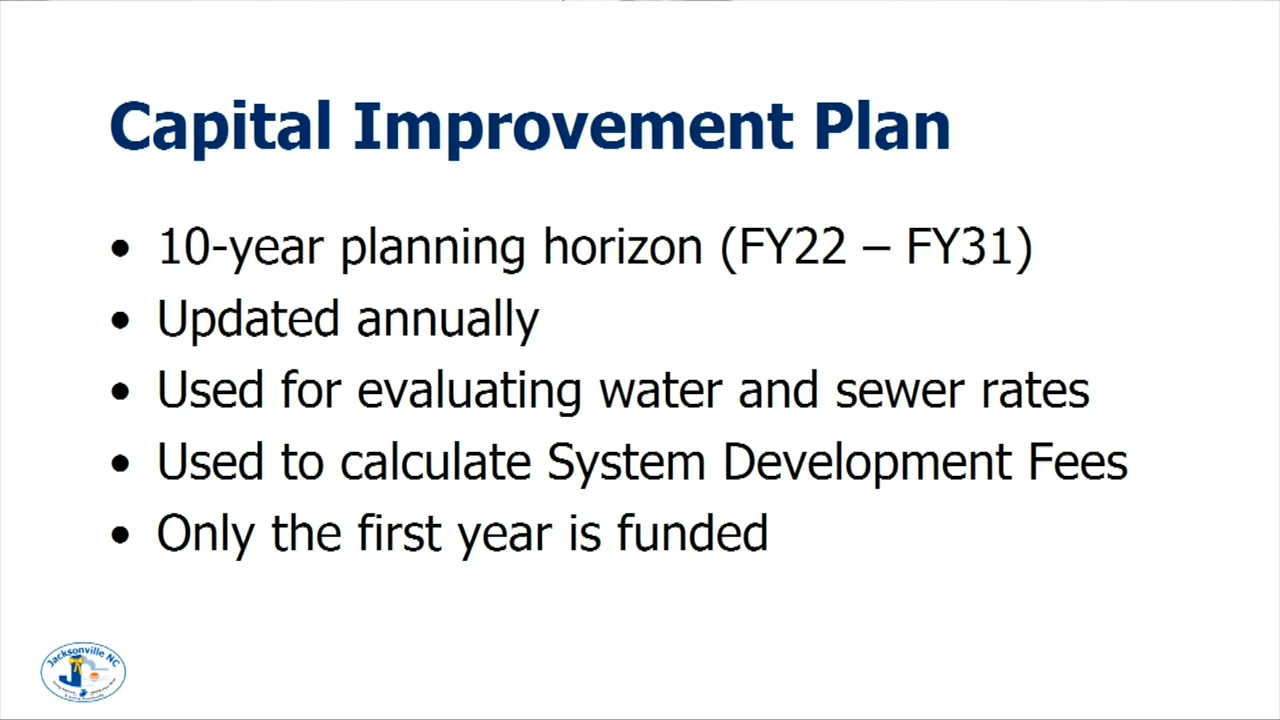 Capital Improvement Plan
• 10-year planning horizon (FY22 – FY31)
• Updated annually
• Used for evaluating water and sewer rates
• Used to calculate System Development Fees
• Only the first year is funded
Jacksonville NC